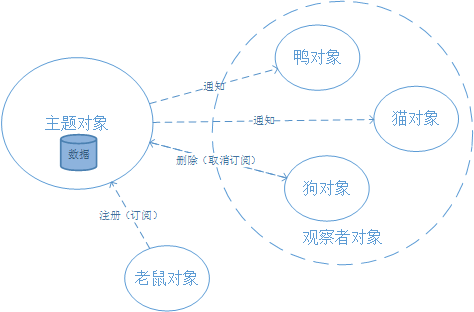 鸭对象
通知
主题对象
通知
猫对象
数据
删除（取消订阅）
狗对象
注册（订阅）
观察者对象
老鼠对象